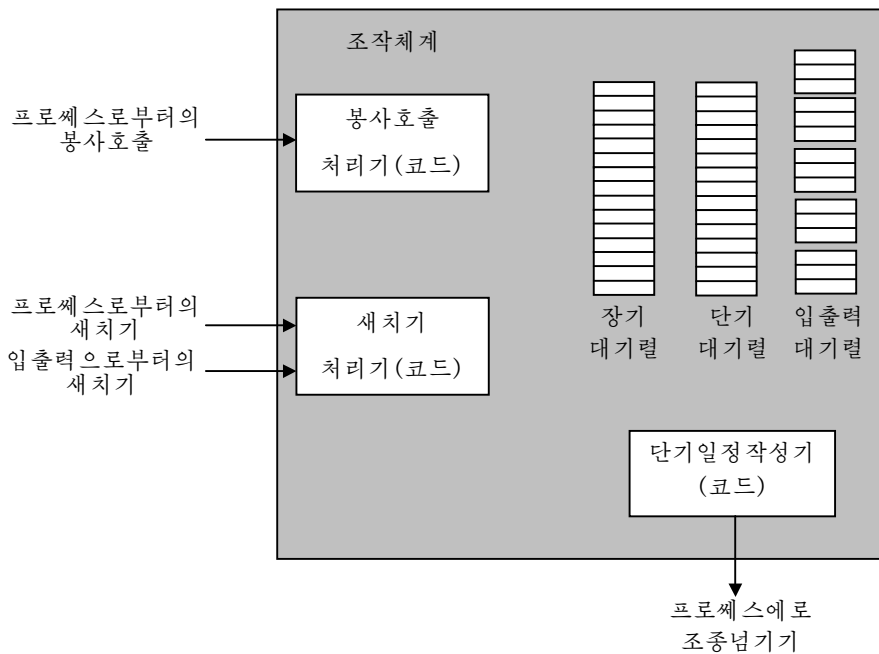 조작체계
프로쎄스로부터의
봉사호출
봉사호출
처리기(코드)
프로쎄스로부터의
새치기
입출력으로부터의
새치기
새치기
처리기(코드)
장기
대기렬
단기
대기렬
입출력
대기렬
단기일정작성기
(코드)
프로쎄스에로
조종넘기기